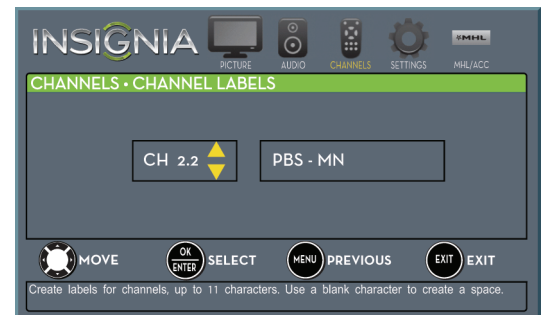 INSIGNIA
PICTURE AUDIO CHANNELS SETTINGS MHL MHL/ACC
CHANNELS • CHANNEL LABELS
CH 2.2 PBS - MN
MOVE OK ENTER SELECT MENU PREVIOUS EXIT EXIT
Create labels for channels, up to 11 characters. Use a blank character to create a space.